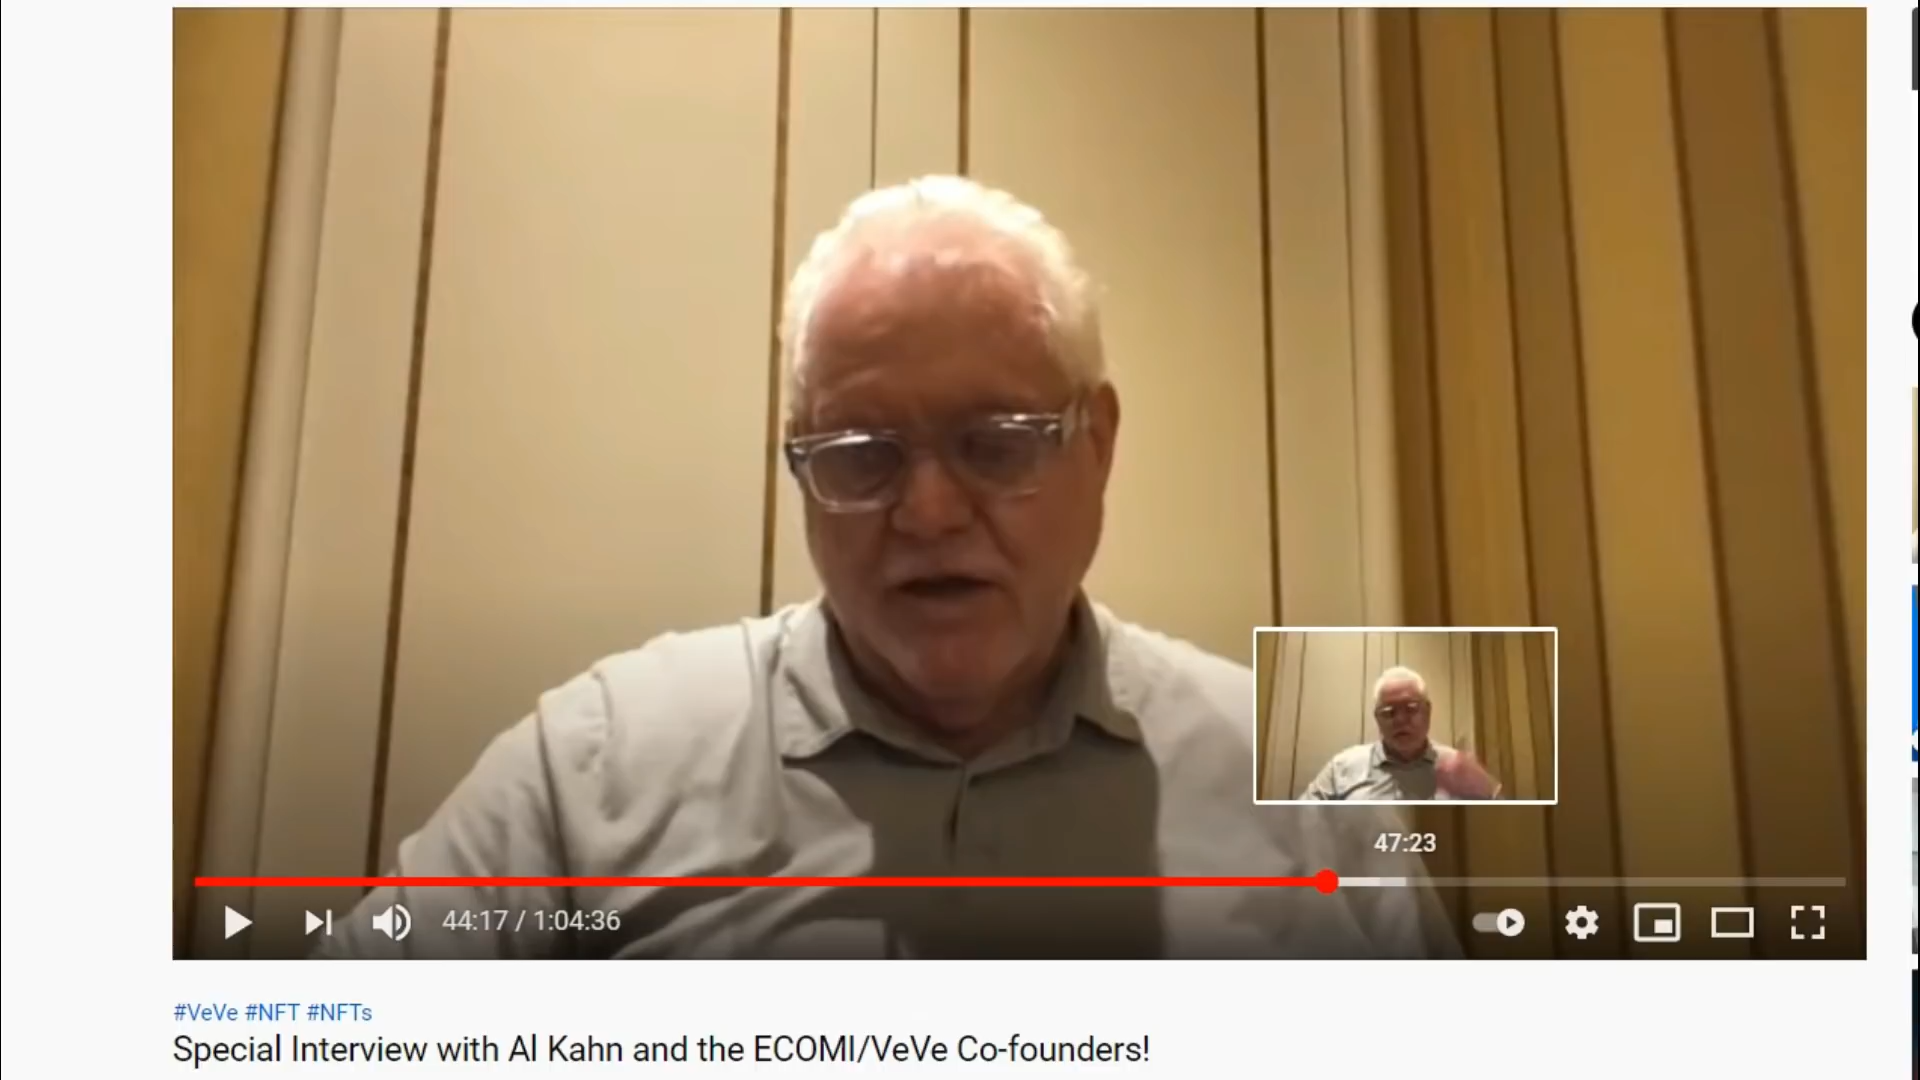 47:23
44:17 / 1:04:36
#VeVe #NFT #NFTs
Special Interview with Al Kahn and the ECOMI/VeVe Co-founders!